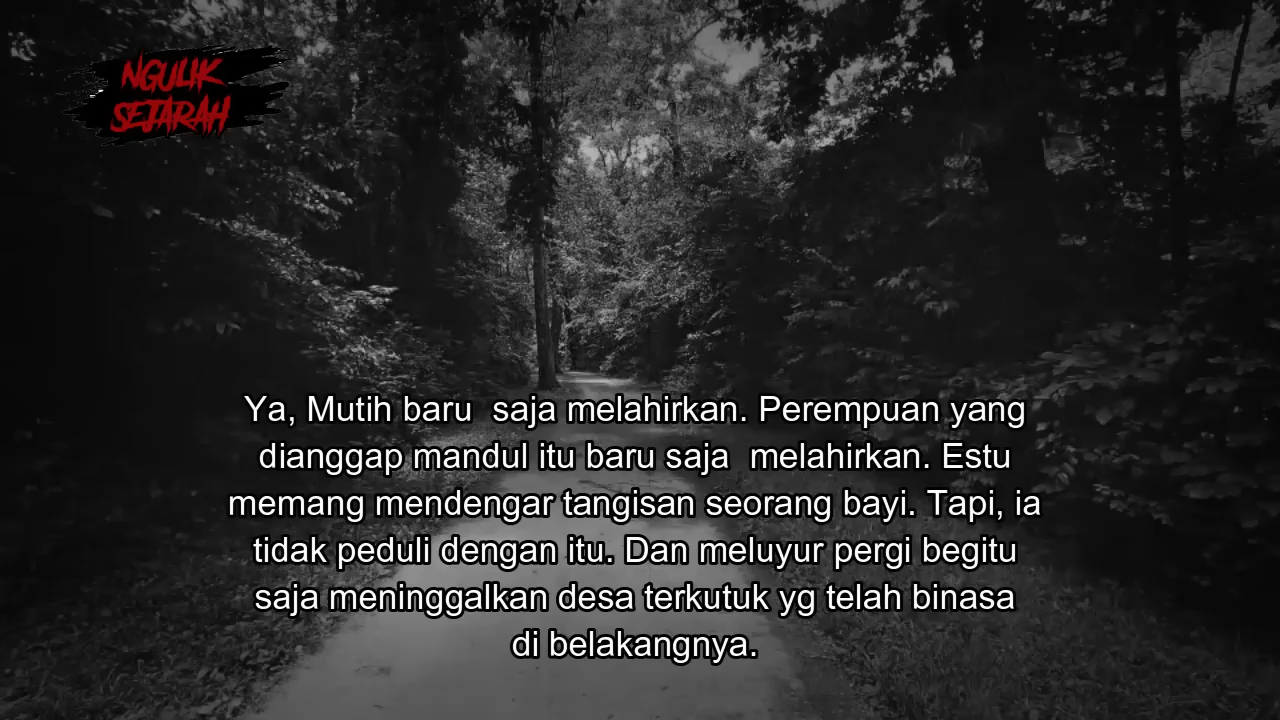 NGULIK
SEJARAH
Ya, Mutih baru  saja melahirkan. Perempuan yang
dianggap mandul itu baru saja  melahirkan. Estu
memang mendengar tangisan seorang bayi. Tapi, ia
tidak peduli dengan itu. Dan meluyur pergi begitu
saja meninggalkan desa terkutuk yg telah binasa
di belakangnya.